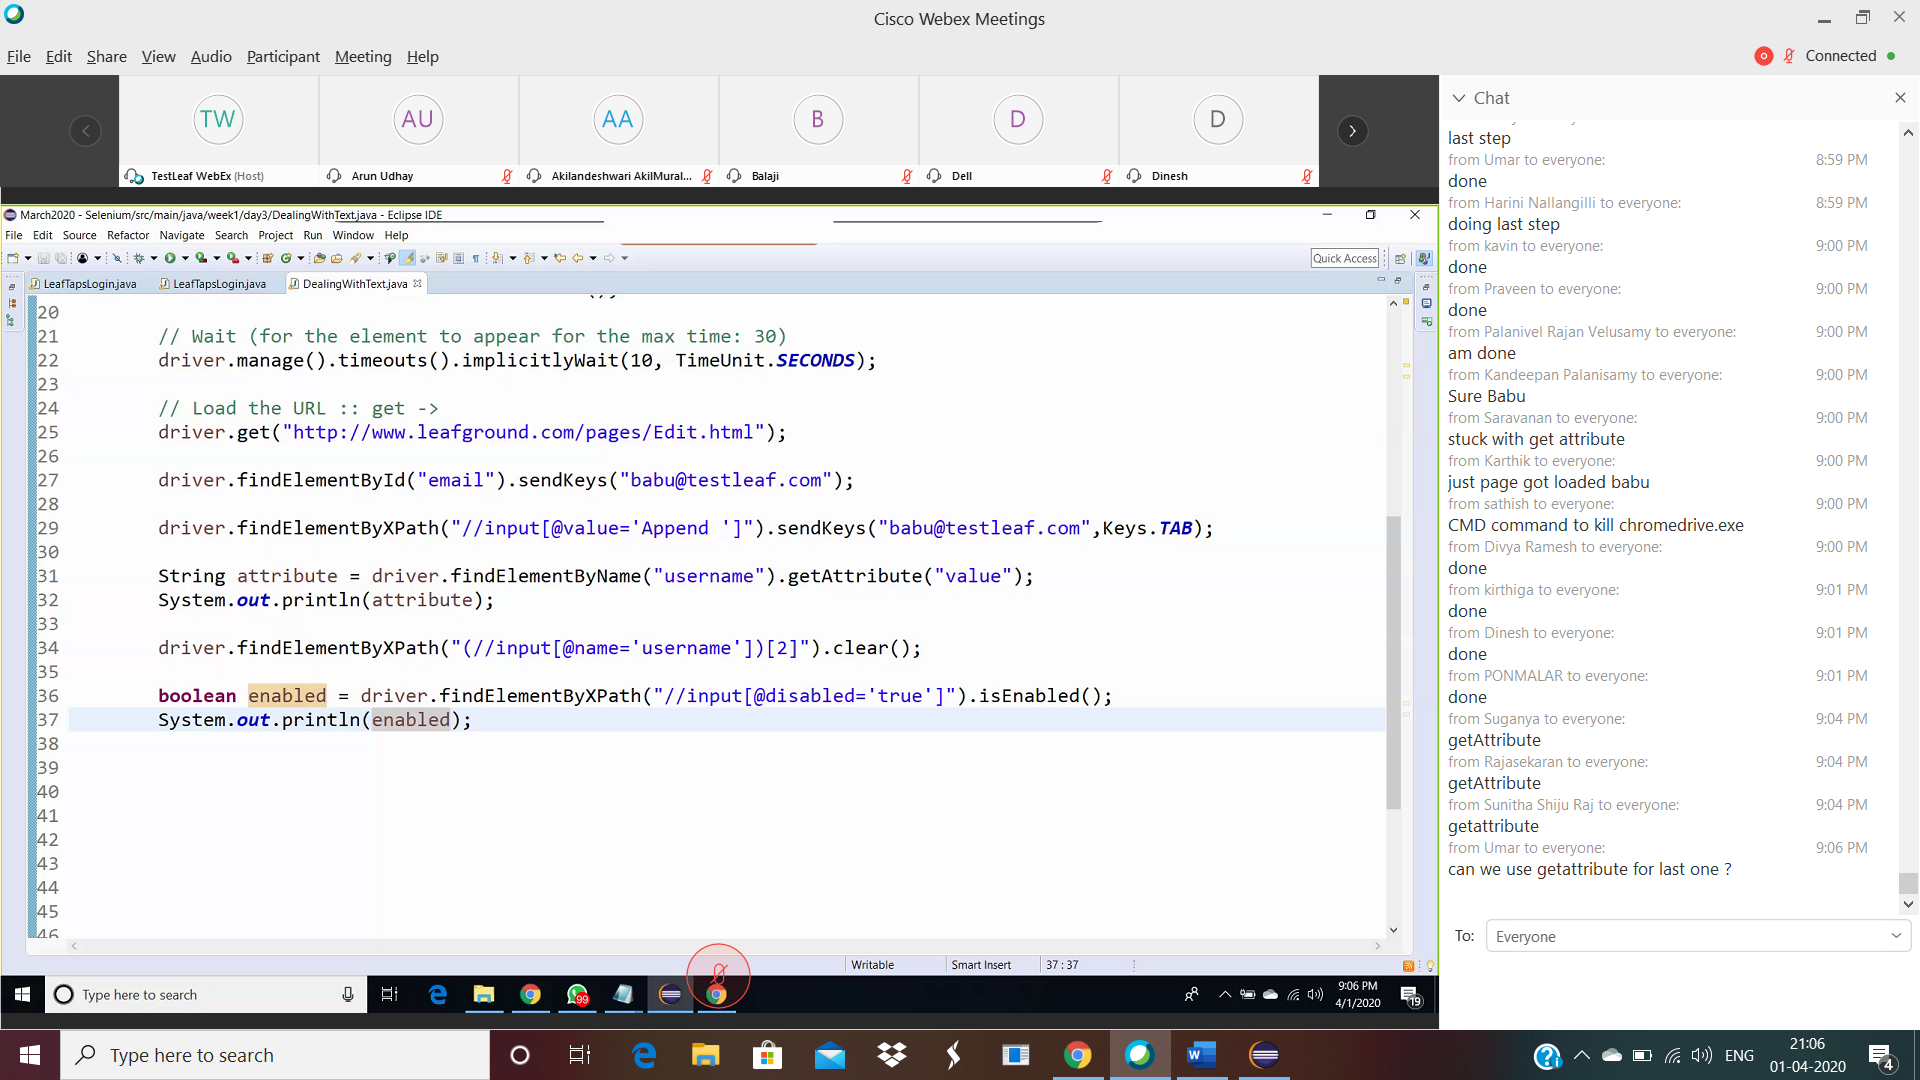 Cisco Webex Meetings
File Edit Share View Audio Participant Meeting Help
Connected
TW
AU
AA
B
D
D
TestLeaf WebEx (Host)
Arun Udhay
Akilandeshwari AkilMural...
Balaji
Dell
Dinesh
March2020 - Selenium/src/main/java/week1/day3/DealingWithText.java - Eclipse IDE
File Edit Source Refactor Navigate Search Project Run Window Help
Quick Access
LeafTapsLogin.java
LeafTapsLogin.java
DealingWithText.java
20
21 // Wait (for the element to appear for the max time: 30)
22 driver.manage().timeouts().implicitlyWait(10, TimeUnit.SECONDS);
23
24 // Load the URL :: get ->
25 driver.get("http://www.leafground.com/pages/Edit.html");
26
27 driver.findElementById("email").sendKeys("babu@testleaf.com");
28
29 driver.findElementByXPath("//input[@value='Append ']").sendKeys("babu@testleaf.com",Keys.TAB);
30
31 String attribute = driver.findElementByName("username").getAttribute("value");
32 System.out.println(attribute);
33
34 driver.findElementByXPath("(//input[@name='username'])[2]").clear();
35
36 boolean enabled = driver.findElementByXPath("//input[@disabled='true']").isEnabled();
37 System.out.println(enabled);
38
39
40
41
42
43
44
45
46
Writable
Smart Insert
37 : 37
Type here to search
99
9:06 PM
4/1/2020
19
Chat
last step
from Umar to everyone: 8:59 PM
done
from Harini Nallangilli to everyone: 8:59 PM
doing last step
from kavin to everyone: 9:00 PM
done
from Praveen to everyone: 9:00 PM
done
from Palanivel Rajan Velusamy to everyone: 9:00 PM
am done
from Kandeepan Palanisamy to everyone: 9:00 PM
Sure Babu
from Saravanan to everyone: 9:00 PM
stuck with get attribute
from Karthik to everyone: 9:00 PM
just page got loaded babu
from sathish to everyone: 9:00 PM
CMD command to kill chromedrive.exe
from Divya Ramesh to everyone: 9:00 PM
done
from kirthiga to everyone: 9:01 PM
done
from Dinesh to everyone: 9:01 PM
done
from PONMALAR to everyone: 9:01 PM
done
from Suganya to everyone: 9:04 PM
getAttribute
from Rajasekaran to everyone: 9:04 PM
getAttribute
from Sunitha Shiju Raj to everyone: 9:04 PM
getattribute
from Umar to everyone: 9:06 PM
can we use getattribute for last one ?
To: Everyone
Type here to search
ENG
21:06
01-04-2020
4